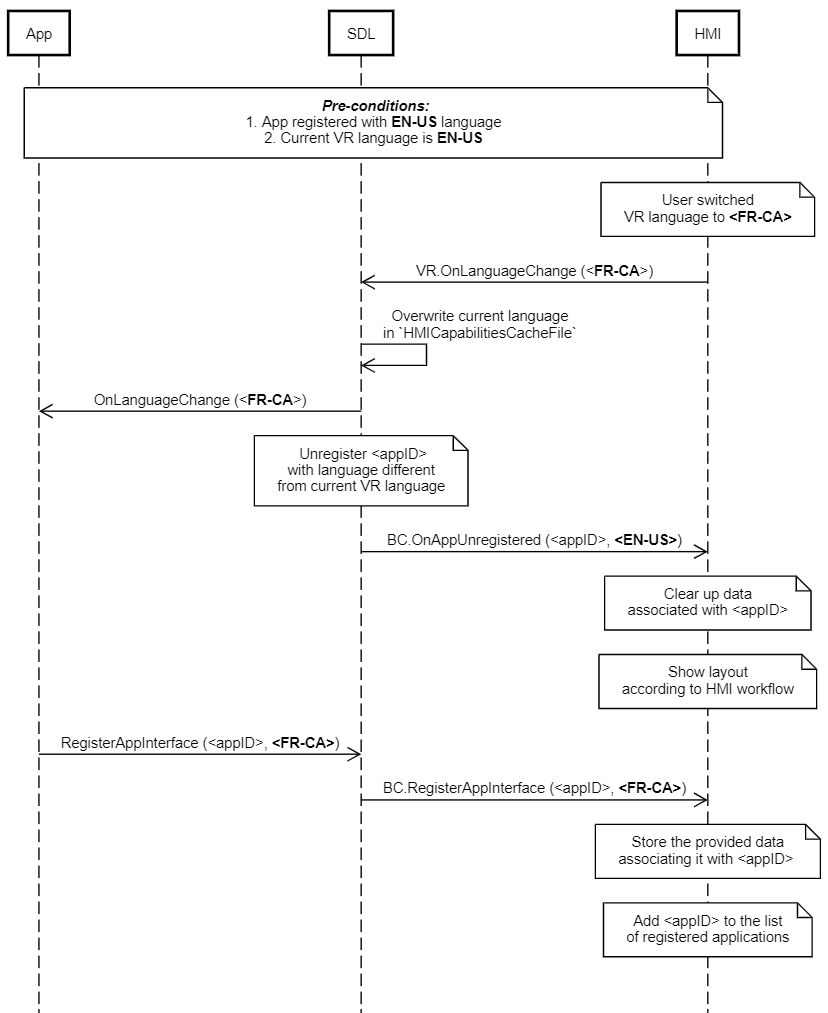 App
SDL
HMI
Pre-conditions:
1. App registered with EN-US language
2. Current VR language is EN-US
User switched
VR language to <FR-CA>
VR.OnLanguageChange (<FR-CA>)
Overwrite current language
in `HMICapabilitiesCacheFile`
OnLanguageChange (<FR-CA>)
Unregister <appID>
with language different
from current VR language
BC.OnAppUnregistered (<appID>, <EN-US>)
Clear up data
associated with <appID>
Show layout
according to HMI workflow
RegisterAppInterface (<appID>, <FR-CA>)
BC.RegisterAppInterface (<appID>, <FR-CA>)
Store the provided data
associating it with <appID>
Add <appID> to the list
of registered applications